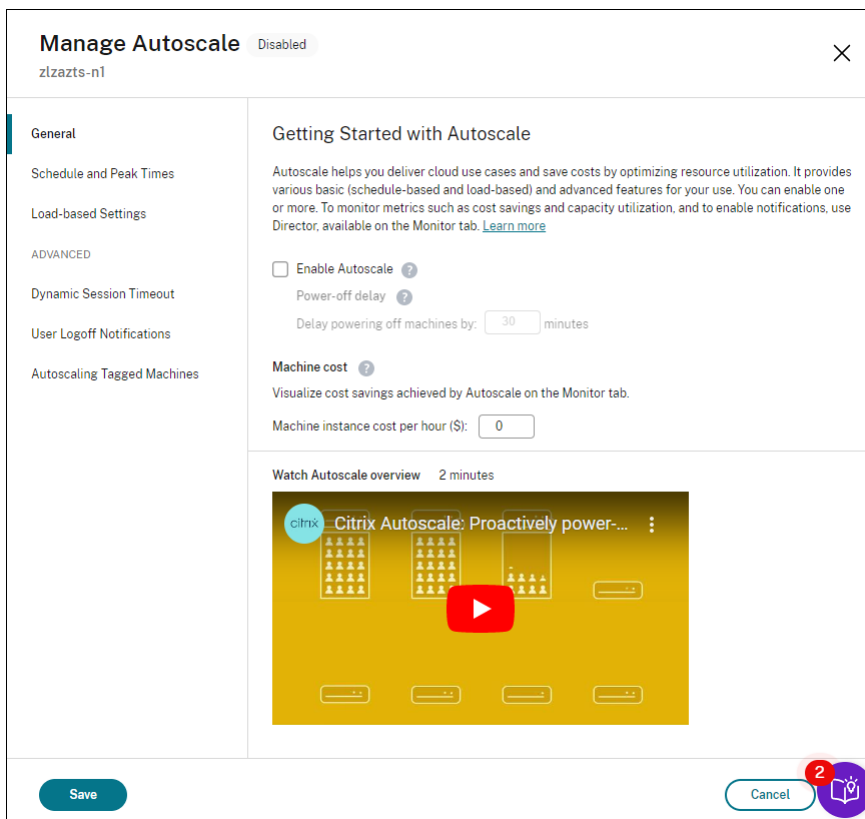 Manage Autoscale Disabled
zlzazts-n1
General
Schedule and Peak Times
Load-based Settings
ADVANCED
Dynamic Session Timeout
User Logoff Notifications
Autoscaling Tagged Machines
Getting Started with Autoscale
Autoscale helps you deliver cloud use cases and save costs by optimizing resource utilization. It provides
various basic (schedule-based and load-based) and advanced features for your use. You can enable one
or more. To monitor metrics such as cost savings and capacity utilization, and to enable notifications, use
Director, available on the Monitor tab. Learn more
Enable Autoscale ?
Power-off delay ?
Delay powering off machines by: 30 minutes
Machine cost ?
Visualize cost savings achieved by Autoscale on the Monitor tab.
Machine instance cost per hour ($): 0
Watch Autoscale overview 2 minutes
citrix Citrix Autoscale: Proactively power-...
Save
Cancel
2